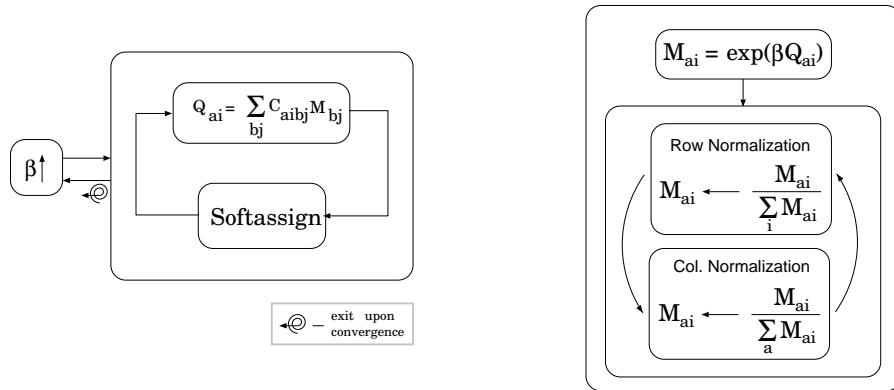 β↑
Q_ai = ∑_bj C_aibj M_bj
Softassign
exit upon
convergence
M_ai = exp(βQ_ai)
Row Normalization
M_ai ← M_ai / ∑_i M_ai
Col. Normalization
M_ai ← M_ai / ∑_a M_ai